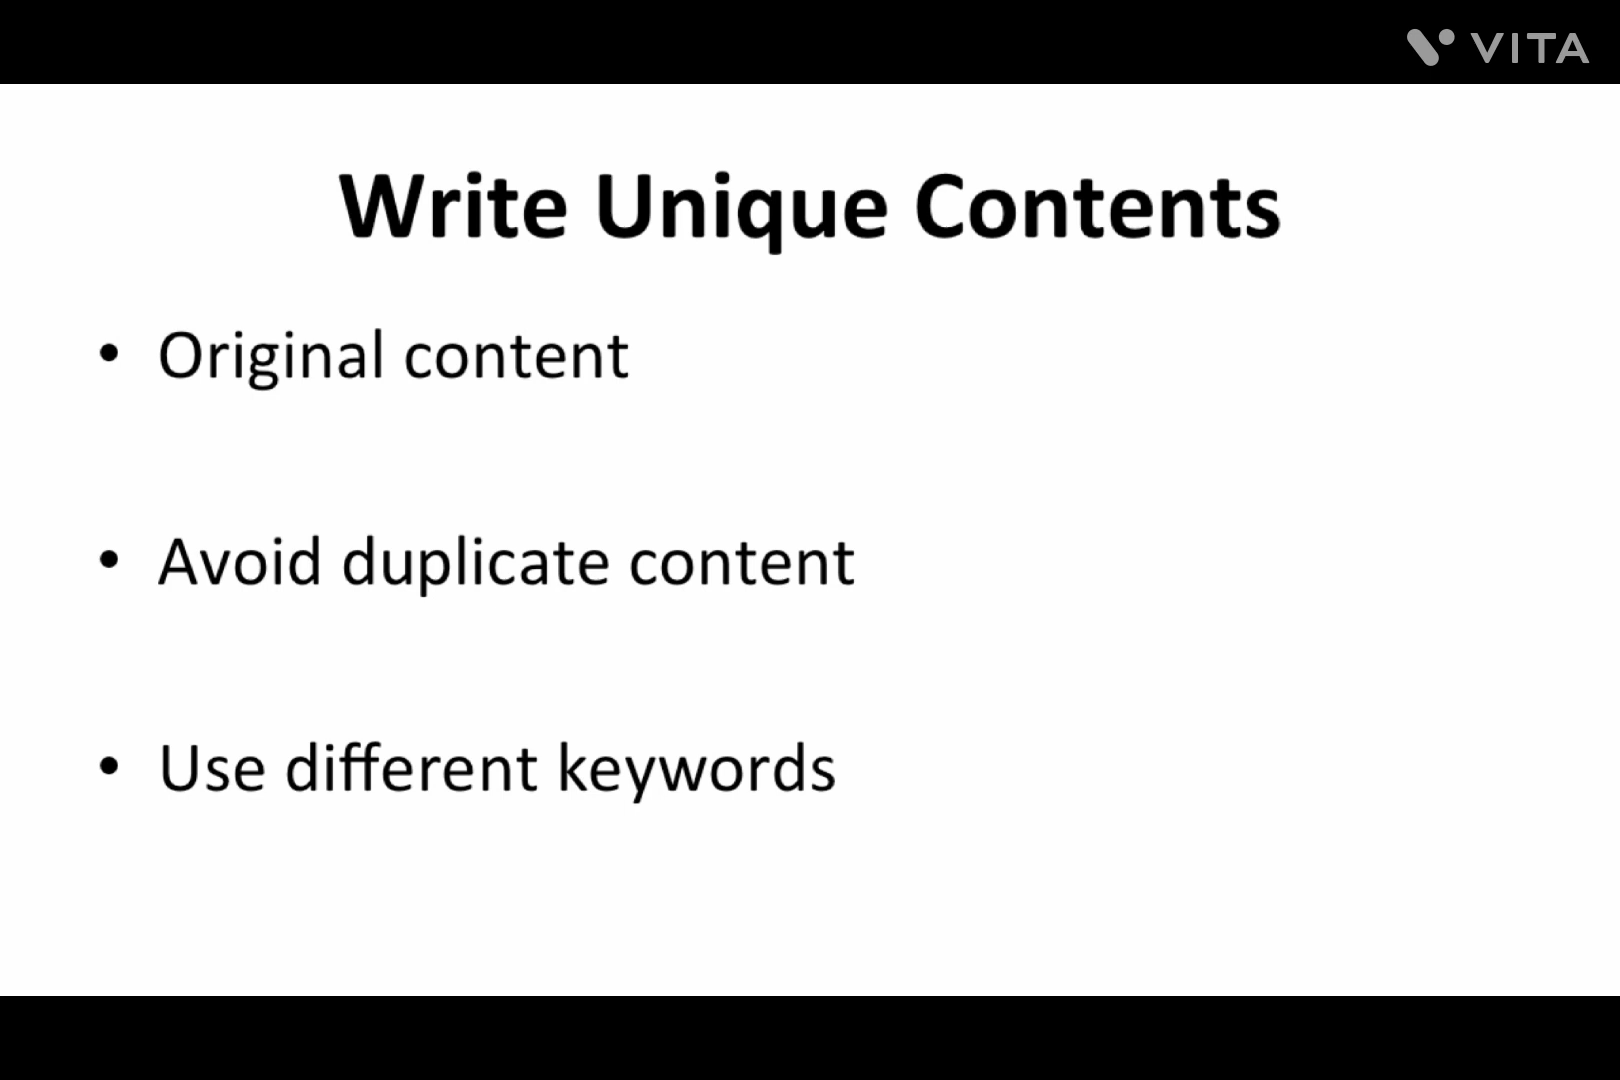 VITA
Write Unique Contents
• Original content
• Avoid duplicate content
• Use different keywords